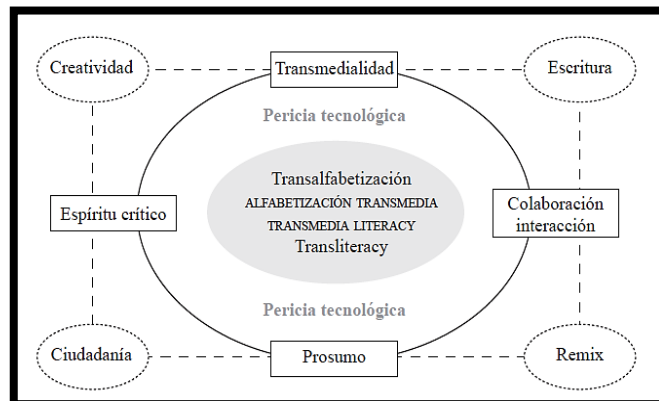 Creatividad
Transmedialidad
Escritura
Pericia tecnológica
Transalfabetización
ALFABETIZACIÓN TRANSMEDIA
TRANSMEDIA LITERACY
Transliteracy
Espíritu crítico
Colaboración
interacción
Pericia tecnológica
Ciudadanía
Prosumo
Remix